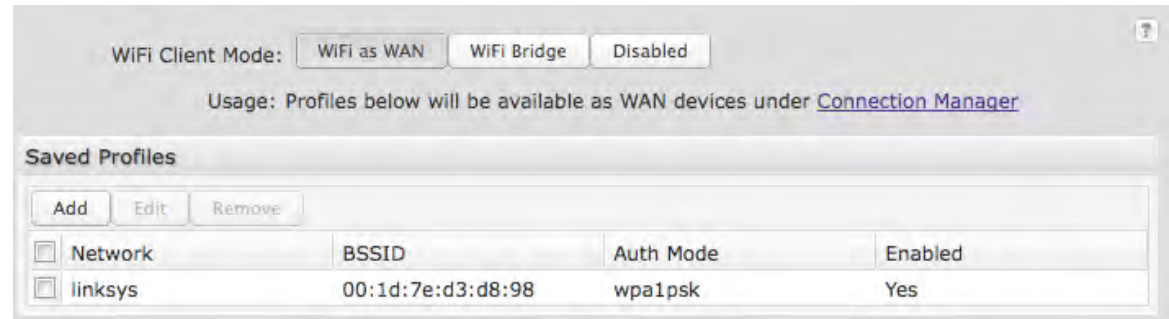 ?
WiFi Client Mode: WiFi as WAN WiFi Bridge Disabled
Usage: Profiles below will be available as WAN devices under Connection Manager
Saved Profiles
Add Edit Remove
Network BSSID Auth Mode Enabled
linksys 00:1d:7e:d3:d8:98 wpa1psk Yes